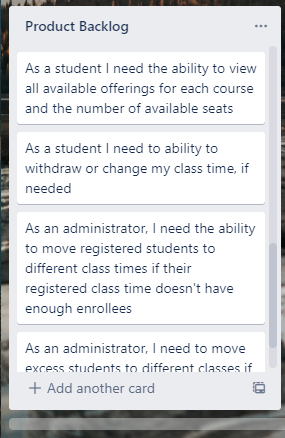 Product Backlog
As a student I need the ability to view
all available offerings for each course
and the number of available seats
As a student I need to ability to
withdraw or change my class time, if
needed
As an administrator, I need the ability
to move registered students to
different class times if their
registered class time doesn't have
enough enrollees
As an administrator, I need to move
excess students to different classes if
+ Add another card